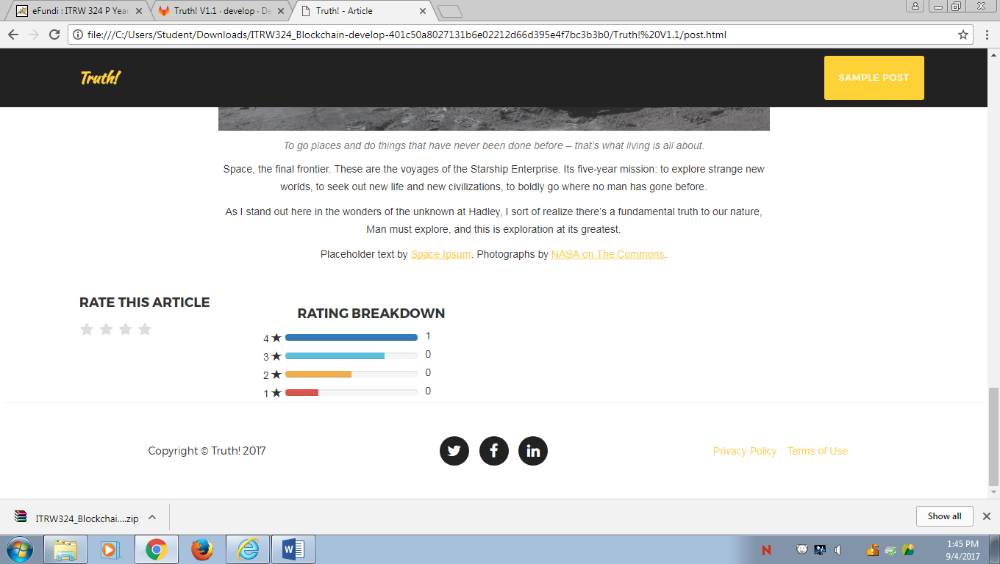 eFundi : ITRW 324 P Year
Truth! V1.1 · develop · De
Truth! - Article
file:///C:/Users/Student/Downloads/ITRW324_Blockchain-develop-401c50a8027131b6e02212d66d395e4f7bc3b3b0/Truth!%20V1.1/post.html
Truth!
SAMPLE POST
To go places and do things that have never been done before – that's what living is all about.
Space, the final frontier. These are the voyages of the Starship Enterprise. Its five-year mission: to explore strange new
worlds, to seek out new life and new civilizations, to boldly go where no man has gone before.
As I stand out here in the wonders of the unknown at Hadley, I sort of realize there's a fundamental truth to our nature,
Man must explore, and this is exploration at its greatest.
Placeholder text by Space Ipsum. Photographs by NASA on The Commons.
RATE THIS ARTICLE
RATING BREAKDOWN
4 ★ 1
3 ★ 0
2 ★ 0
1 ★ 0
Copyright © Truth! 2017
Privacy Policy Terms of Use
ITRW324_Blockchai....zip
Show all
1:45 PM
9/4/2017